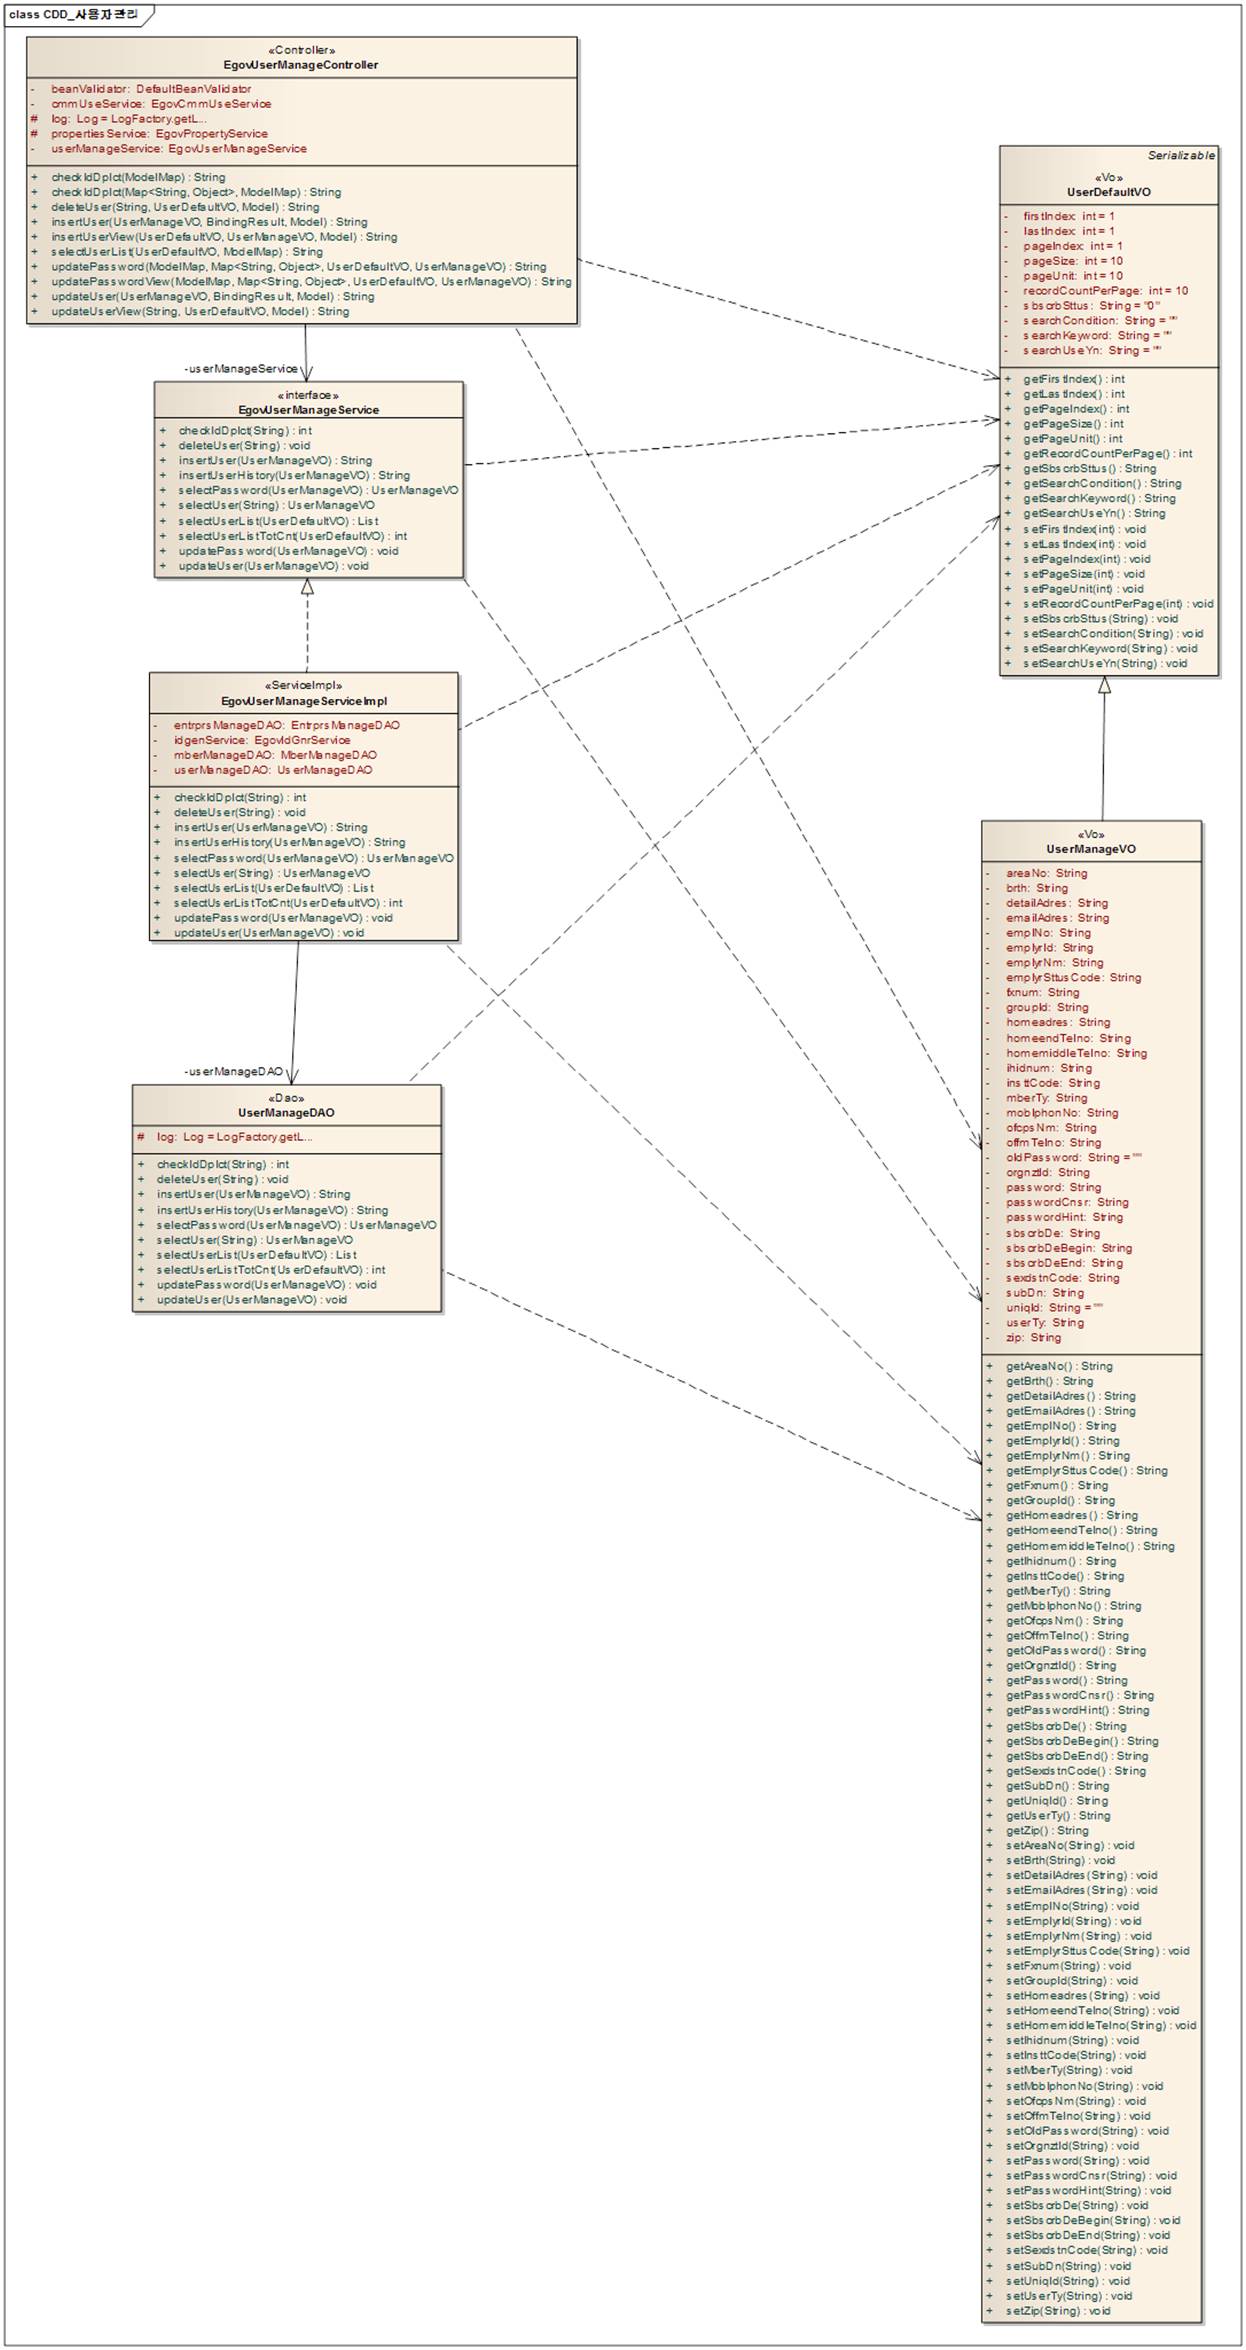 class CDD_사용자관리
«Controller»
EgovUserManageController
- beanValidator: DefaultBeanValidator
- cmmUseService: EgovCmmUseService
# log: Log = LogFactory.getL...
# propertiesService: EgovPropertyService
- userManageService: EgovUserManageService
+ checkIdDplct(ModelMap) : String
+ checkIdDplct(Map<String, Object>, ModelMap) : String
+ deleteUser(String, UserDefaultVO, Model) : String
+ insertUser(UserManageVO, BindingResult, Model) : String
+ insertUserView(UserDefaultVO, UserManageVO, Model) : String
+ selectUserList(UserDefaultVO, ModelMap) : String
+ updatePassword(ModelMap, Map<String, Object>, UserDefaultVO, UserManageVO) : String
+ updatePasswordView(ModelMap, Map<String, Object>, UserDefaultVO, UserManageVO) : String
+ updateUser(UserManageVO, BindingResult, Model) : String
+ updateUserView(String, UserDefaultVO, Model) : String
-userManageService
«interface»
EgovUserManageService
+ checkIdDplct(String) : int
+ deleteUser(String) : void
+ insertUser(UserManageVO) : String
+ insertUserHistory(UserManageVO) : String
+ selectPassword(UserManageVO) : UserManageVO
+ selectUser(String) : UserManageVO
+ selectUserList(UserDefaultVO) : List
+ selectUserListTotCnt(UserDefaultVO) : int
+ updatePassword(UserManageVO) : void
+ updateUser(UserManageVO) : void
«ServiceImpl»
EgovUserManageServiceImpl
- entrprsManageDAO: EntrprsManageDAO
- idgenService: EgovIdGnrService
- mberManageDAO: MberManageDAO
- userManageDAO: UserManageDAO
+ checkIdDplct(String) : int
+ deleteUser(String) : void
+ insertUser(UserManageVO) : String
+ insertUserHistory(UserManageVO) : String
+ selectPassword(UserManageVO) : UserManageVO
+ selectUser(String) : UserManageVO
+ selectUserList(UserDefaultVO) : List
+ selectUserListTotCnt(UserDefaultVO) : int
+ updatePassword(UserManageVO) : void
+ updateUser(UserManageVO) : void
-userManageDAO
«Dao»
UserManageDAO
# log: Log = LogFactory.getL...
+ checkIdDplct(String) : int
+ deleteUser(String) : void
+ insertUser(UserManageVO) : String
+ insertUserHistory(UserManageVO) : String
+ selectPassword(UserManageVO) : UserManageVO
+ selectUser(String) : UserManageVO
+ selectUserList(UserDefaultVO) : List
+ selectUserListTotCnt(UserDefaultVO) : int
+ updatePassword(UserManageVO) : void
+ updateUser(UserManageVO) : void
Serializable
«Vo»
UserDefaultVO
- firstIndex: int = 1
- lastIndex: int = 1
- pageIndex: int = 1
- pageSize: int = 10
- pageUnit: int = 10
- recordCountPerPage: int = 10
- sbscrbSttus: String = "0"
- searchCondition: String = ""
- searchKeyword: String = ""
- searchUseYn: String = ""
+ getFirstIndex() : int
+ getLastIndex() : int
+ getPageIndex() : int
+ getPageSize() : int
+ getPageUnit() : int
+ getRecordCountPerPage() : int
+ getSbscrbSttus() : String
+ getSearchCondition() : String
+ getSearchKeyword() : String
+ getSearchUseYn() : String
+ setFirstIndex(int) : void
+ setLastIndex(int) : void
+ setPageIndex(int) : void
+ setPageSize(int) : void
+ setPageUnit(int) : void
+ setRecordCountPerPage(int) : void
+ setSbscrbSttus(String) : void
+ setSearchCondition(String) : void
+ setSearchKeyword(String) : void
+ setSearchUseYn(String) : void
«Vo»
UserManageVO
- areaNo: String
- brth: String
- detailAdres: String
- emailAdres: String
- emplNo: String
- emplyrId: String
- emplyrNm: String
- emplyrSttusCode: String
- fxnum: String
- groupId: String
- homeadres: String
- homeendTelno: String
- homemiddleTelno: String
- ihidnum: String
- insttCode: String
- mberTy: String
- moblphonNo: String
- ofcpsNm: String
- offmTelno: String
- oldPassword: String = ""
- orgnztId: String
- password: String
- passwordCnsr: String
- passwordHint: String
- sbscrbDe: String
- sbscrbDeBegin: String
- sbscrbDeEnd: String
- sexdstnCode: String
- subDn: String
- uniqId: String = ""
- userTy: String
- zip: String
+ getAreaNo() : String
+ getBrth() : String
+ getDetailAdres() : String
+ getEmailAdres() : String
+ getEmplNo() : String
+ getEmplyrId() : String
+ getEmplyrNm() : String
+ getEmplyrSttusCode() : String
+ getFxnum() : String
+ getGroupId() : String
+ getHomeadres() : String
+ getHomeendTelno() : String
+ getHomemiddleTelno() : String
+ getIhidnum() : String
+ getInsttCode() : String
+ getMberTy() : String
+ getMoblphonNo() : String
+ getOfcpsNm() : String
+ getOffmTelno() : String
+ getOldPassword() : String
+ getOrgnztId() : String
+ getPassword() : String
+ getPasswordCnsr() : String
+ getPasswordHint() : String
+ getSbscrbDe() : String
+ getSbscrbDeBegin() : String
+ getSbscrbDeEnd() : String
+ getSexdstnCode() : String
+ getSubDn() : String
+ getUniqId() : String
+ getUserTy() : String
+ getZip() : String
+ setAreaNo(String) : void
+ setBrth(String) : void
+ setDetailAdres(String) : void
+ setEmailAdres(String) : void
+ setEmplNo(String) : void
+ setEmplyrId(String) : void
+ setEmplyrNm(String) : void
+ setEmplyrSttusCode(String) : void
+ setFxnum(String) : void
+ setGroupId(String) : void
+ setHomeadres(String) : void
+ setHomeendTelno(String) : void
+ setHomemiddleTelno(String) : void
+ setIhidnum(String) : void
+ setInsttCode(String) : void
+ setMberTy(String) : void
+ setMoblphonNo(String) : void
+ setOfcpsNm(String) : void
+ setOffmTelno(String) : void
+ setOldPassword(String) : void
+ setOrgnztId(String) : void
+ setPassword(String) : void
+ setPasswordCnsr(String) : void
+ setPasswordHint(String) : void
+ setSbscrbDe(String) : void
+ setSbscrbDeBegin(String) : void
+ setSbscrbDeEnd(String) : void
+ setSexdstnCode(String) : void
+ setSubDn(String) : void
+ setUniqId(String) : void
+ setUserTy(String) : void
+ setZip(String) : void